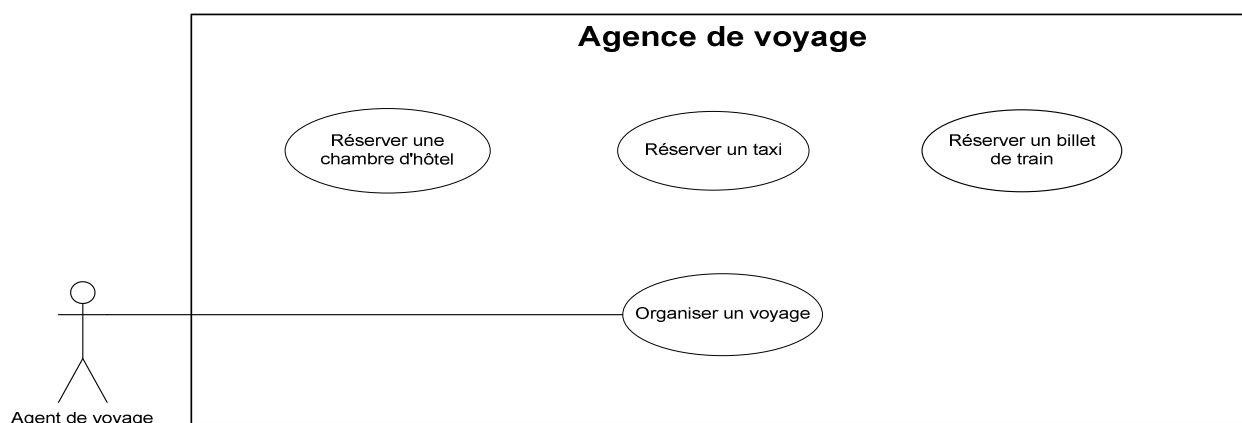 Agence de voyage
Réserver une
chambre d'hôtel
Réserver un taxi
Réserver un billet
de train
Organiser un voyage
Agent de voyage